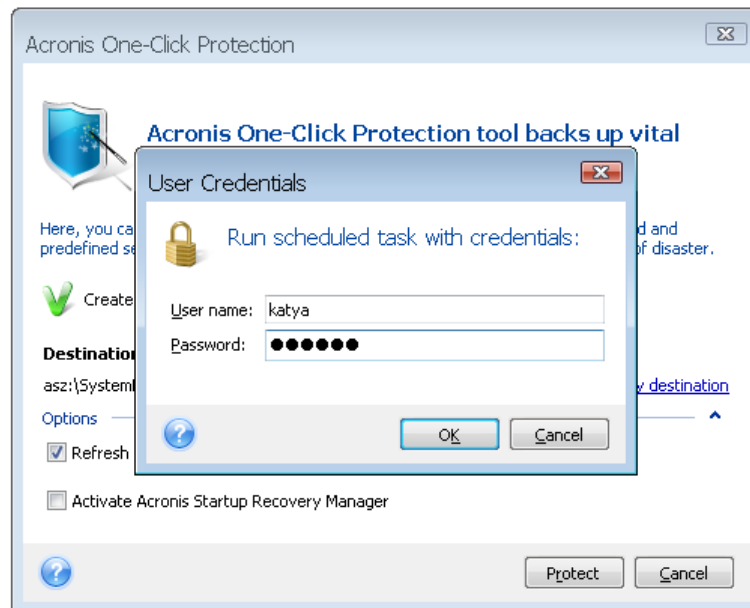 Acronis One-Click Protection
Acronis One-Click Protection tool backs up vital
User Credentials
Here, you ca
d and
predefined se
of disaster.
Run scheduled task with credentials:
Create
User name: katya
Password: ●●●●●●
Destination
asz:\System
y destination
Options
OK Cancel
Refresh
Activate Acronis Startup Recovery Manager
Protect Cancel